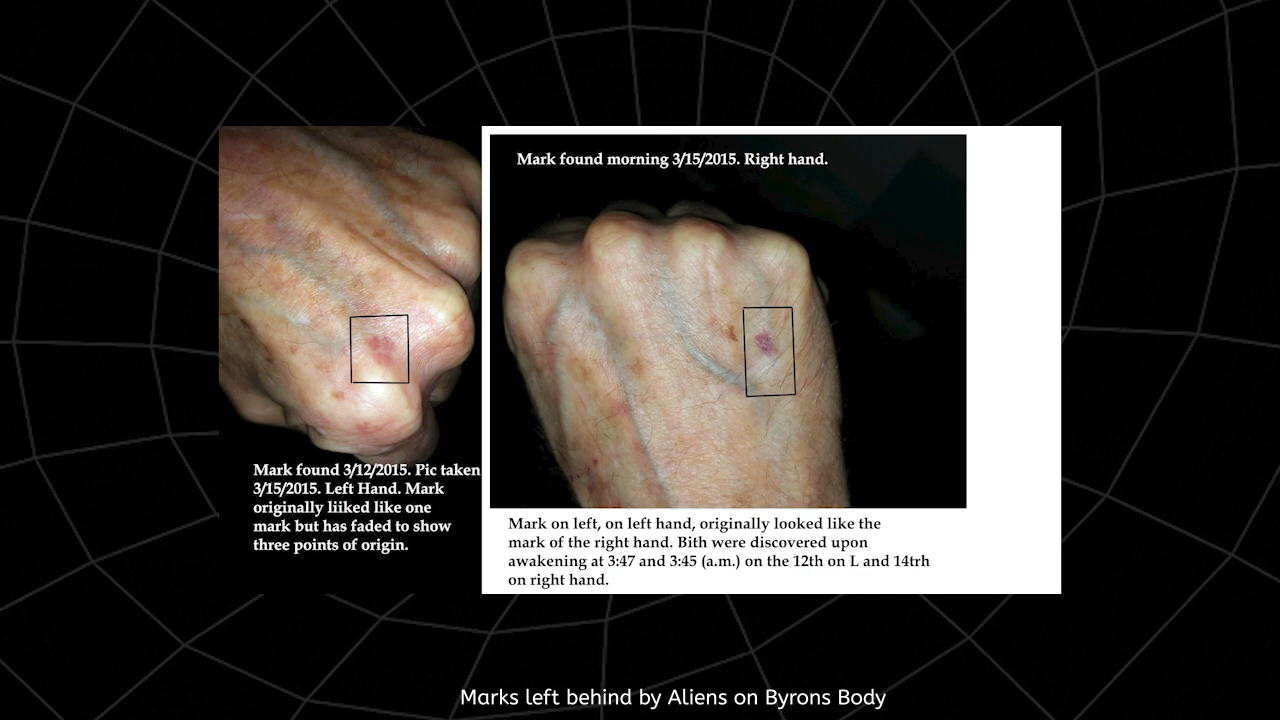 Mark found morning 3/15/2015. Right hand.
Mark found 3/12/2015. Pic taken
3/15/2015. Left Hand. Mark
originally liiked like one
mark but has faded to show
three points of origin.
Mark on left, on left hand, originally looked like the
mark of the right hand. Bith were discovered upon
awakening at 3:47 and 3:45 (a.m.) on the 12th on L and 14trh
on right hand.
Marks left behind by Aliens on Byrons Body